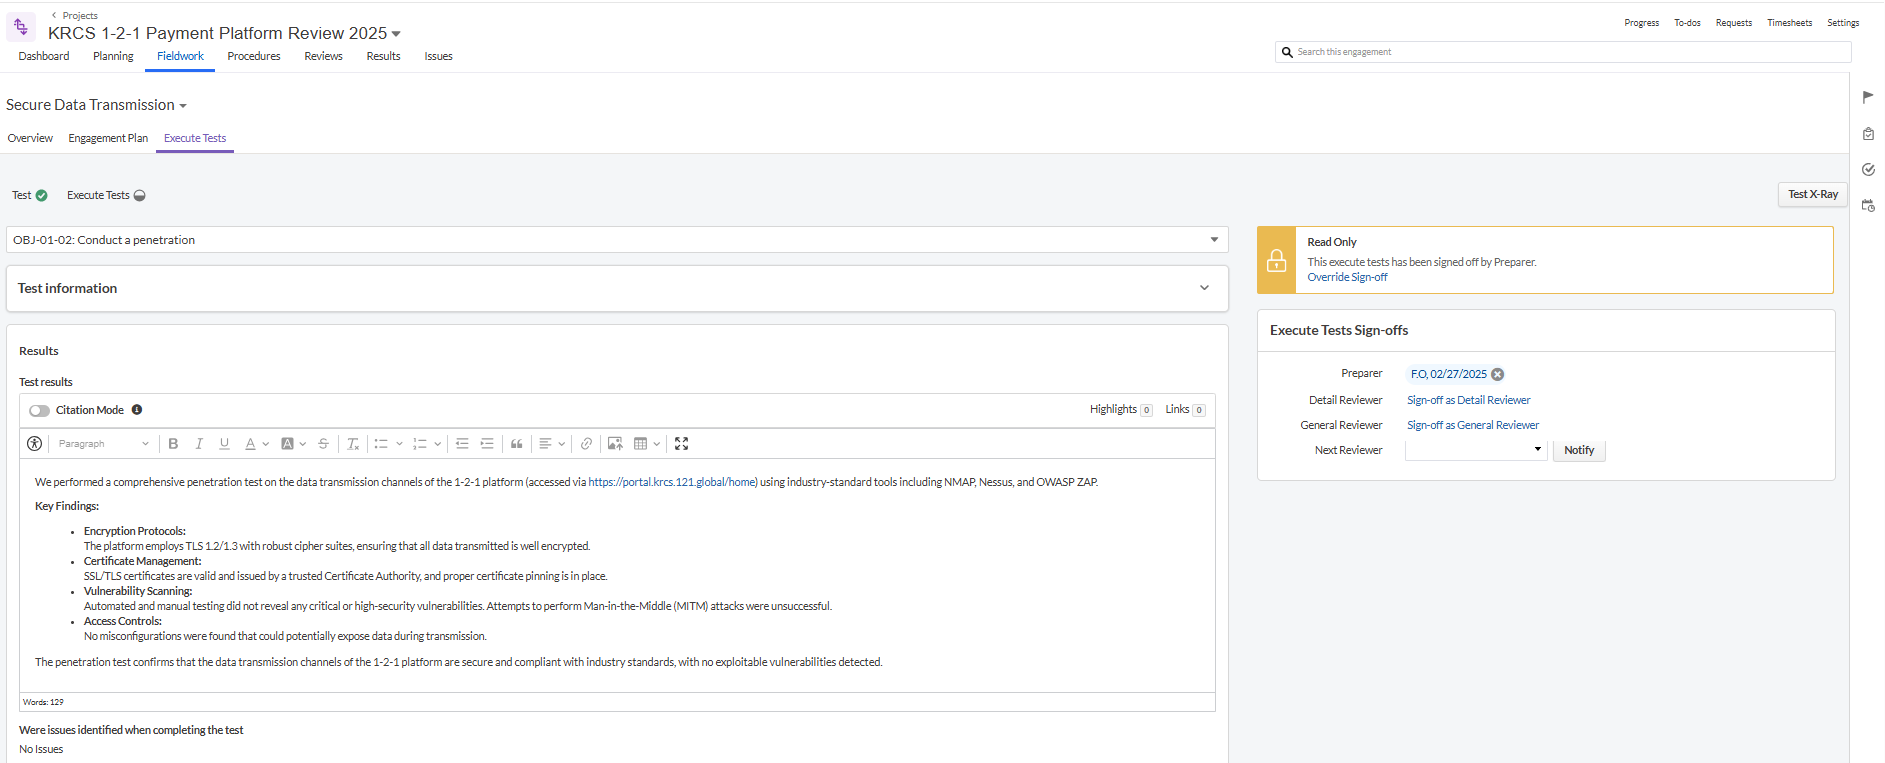 Projects
KRCS 1-2-1 Payment Platform Review 2025
Progress To-dos Requests Timesheets Settings
Dashboard Planning Fieldwork Procedures Reviews Results Issues
Search this engagement
Secure Data Transmission
Overview Engagement Plan Execute Tests
Test Execute Tests
Test X-Ray
OBJ-01-02: Conduct a penetration
Read Only
This execute tests has been signed off by Preparer.
Override Sign-off
Test information
Execute Tests Sign-offs
Preparer F.O, 02/27/2025
Detail Reviewer Sign-off as Detail Reviewer
General Reviewer Sign-off as General Reviewer
Next Reviewer Notify
Results
Test results
Citation Mode Highlights 0 Links 0
Paragraph
We performed a comprehensive penetration test on the data transmission channels of the 1-2-1 platform (accessed via https://portal.krcs.121.global/home) using industry-standard tools including NMAP, Nessus, and OWASP ZAP.
Key Findings:
• Encryption Protocols:
The platform employs TLS 1.2/1.3 with robust cipher suites, ensuring that all data transmitted is well encrypted.
• Certificate Management:
SSL/TLS certificates are valid and issued by a trusted Certificate Authority, and proper certificate pinning is in place.
• Vulnerability Scanning:
Automated and manual testing did not reveal any critical or high-security vulnerabilities. Attempts to perform Man-in-the-Middle (MITM) attacks were unsuccessful.
• Access Controls:
No misconfigurations were found that could potentially expose data during transmission.
The penetration test confirms that the data transmission channels of the 1-2-1 platform are secure and compliant with industry standards, with no exploitable vulnerabilities detected.
Words: 129
Were issues identified when completing the test
No Issues